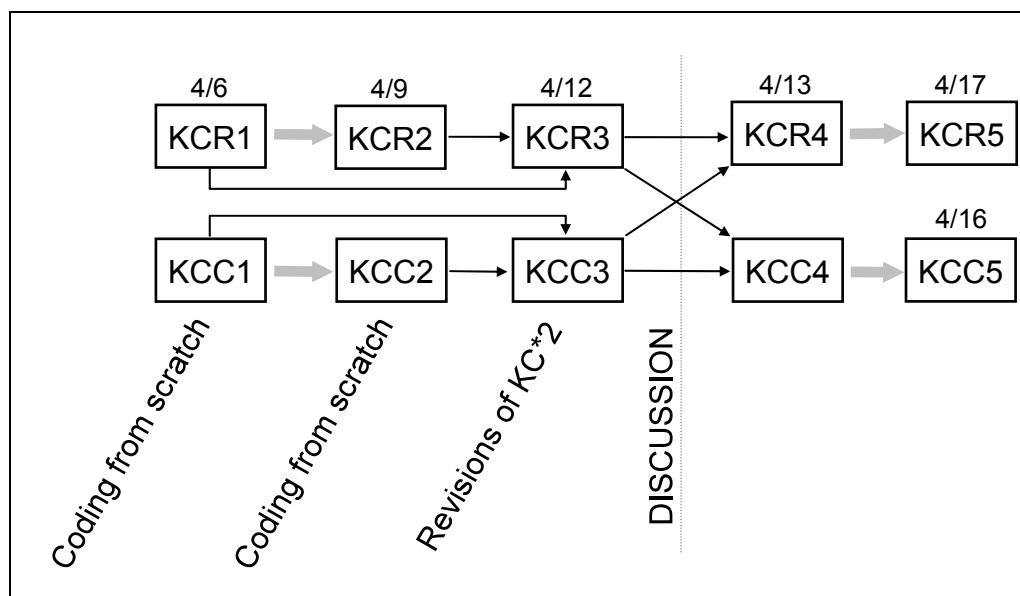 4/6
4/9
4/12
4/13
4/17
KCR1
KCR2
KCR3
KCR4
KCR5
4/16
KCC1
KCC2
KCC3
KCC4
KCC5
Coding from scratch
Coding from scratch
Revisions of KC*2
DISCUSSION